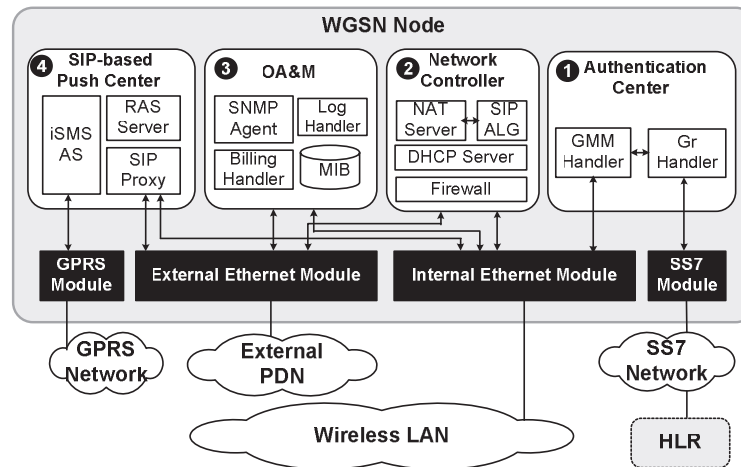 WGSN Node
4
SIP-based
Push Center
iSMS
AS
RAS
Server
SIP
Proxy
3
OA&M
SNMP
Agent
Log
Handler
Billing
Handler
MIB
2
Network
Controller
NAT
Server
SIP
ALG
DHCP Server
Firewall
1
Authentication
Center
GMM
Handler
Gr
Handler
GPRS
Module
External Ethernet Module
Internal Ethernet Module
SS7
Module
GPRS
Network
External
PDN
SS7
Network
Wireless LAN
HLR